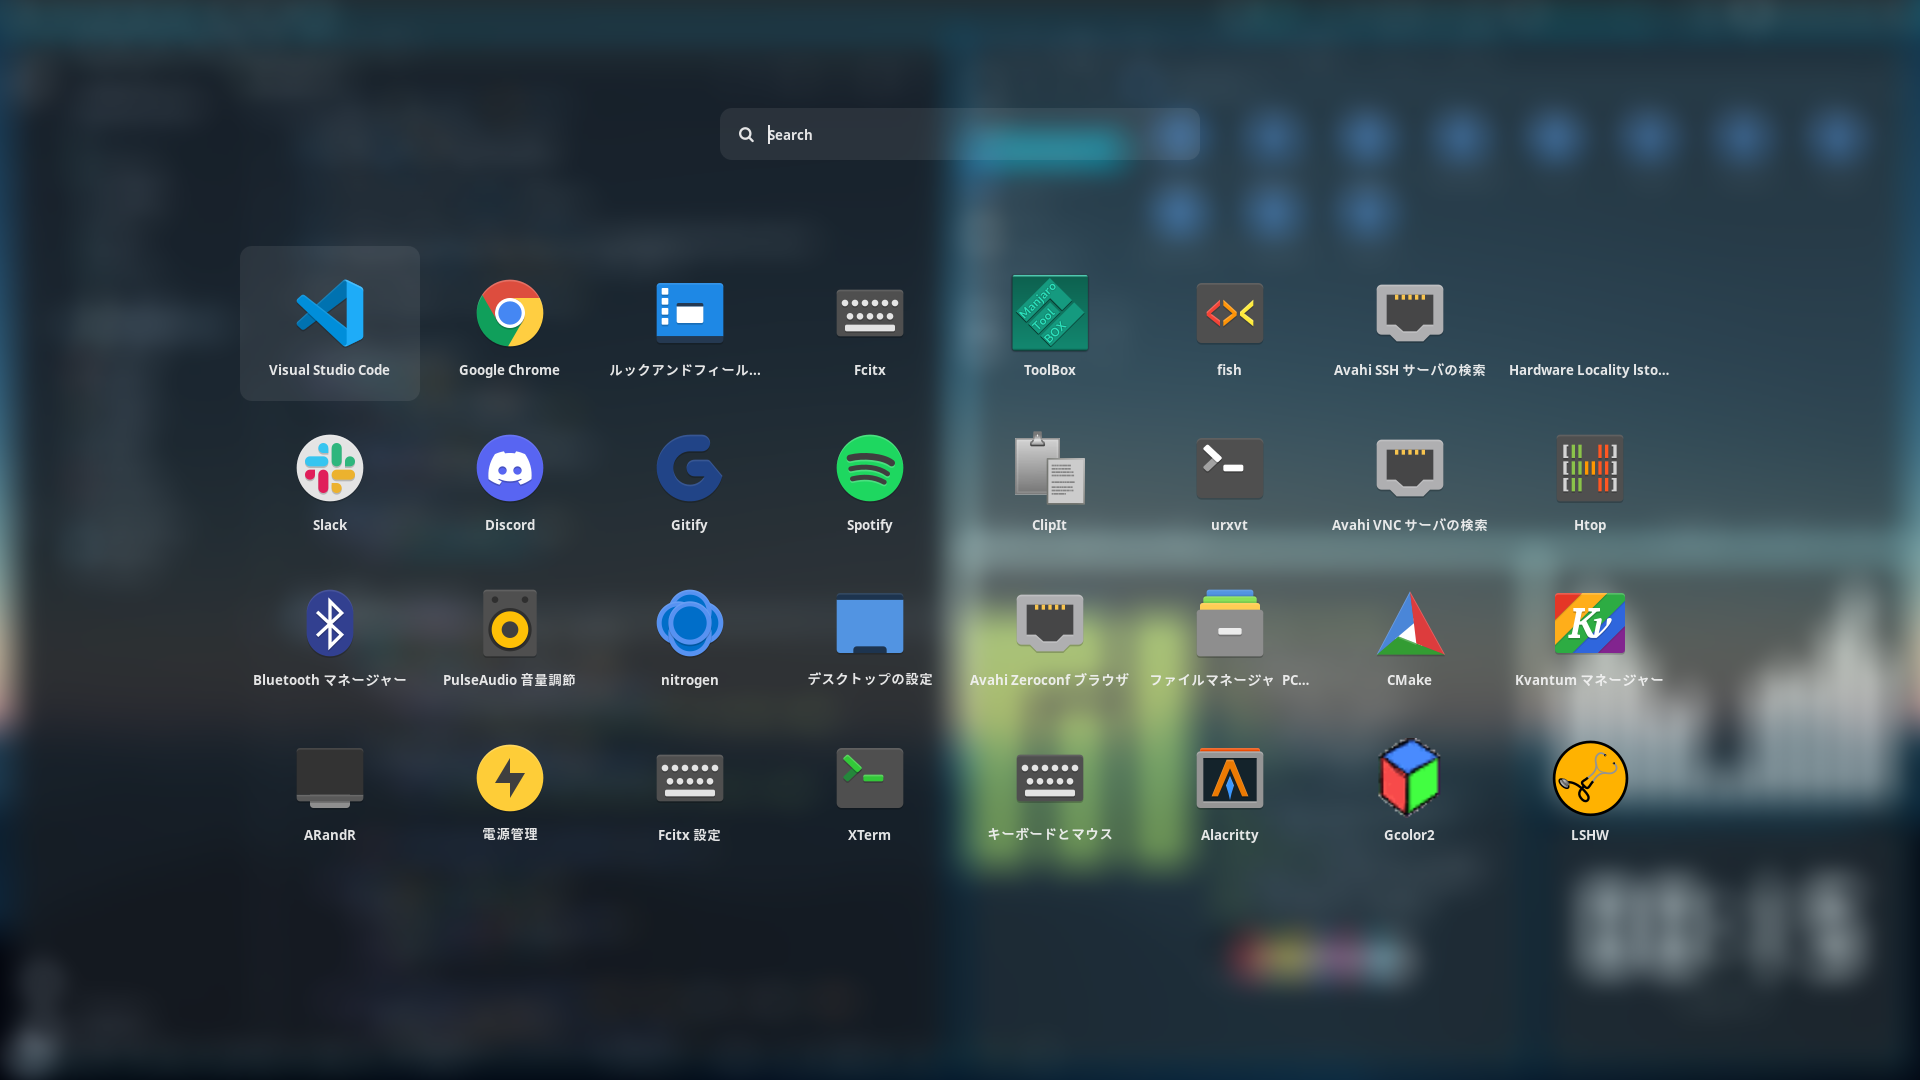 Search
Visual Studio Code
Google Chrome
ルックアンドフィール...
Fcitx
Manjaro
Tool
BOX
ToolBox
fish
Avahi SSH サーバの検索
Hardware Locality lsto...
Slack
Discord
Gitify
Spotify
ClipIt
urxvt
Avahi VNC サーバの検索
Htop
Bluetooth マネージャー
PulseAudio 音量調節
nitrogen
デスクトップの設定
Avahi Zeroconf ブラウザ
ファイルマネージャ PC...
CMake
Kv
Kvantum マネージャー
ARandR
電源管理
Fcitx 設定
XTerm
キーボードとマウス
Alacritty
Gcolor2
LSHW